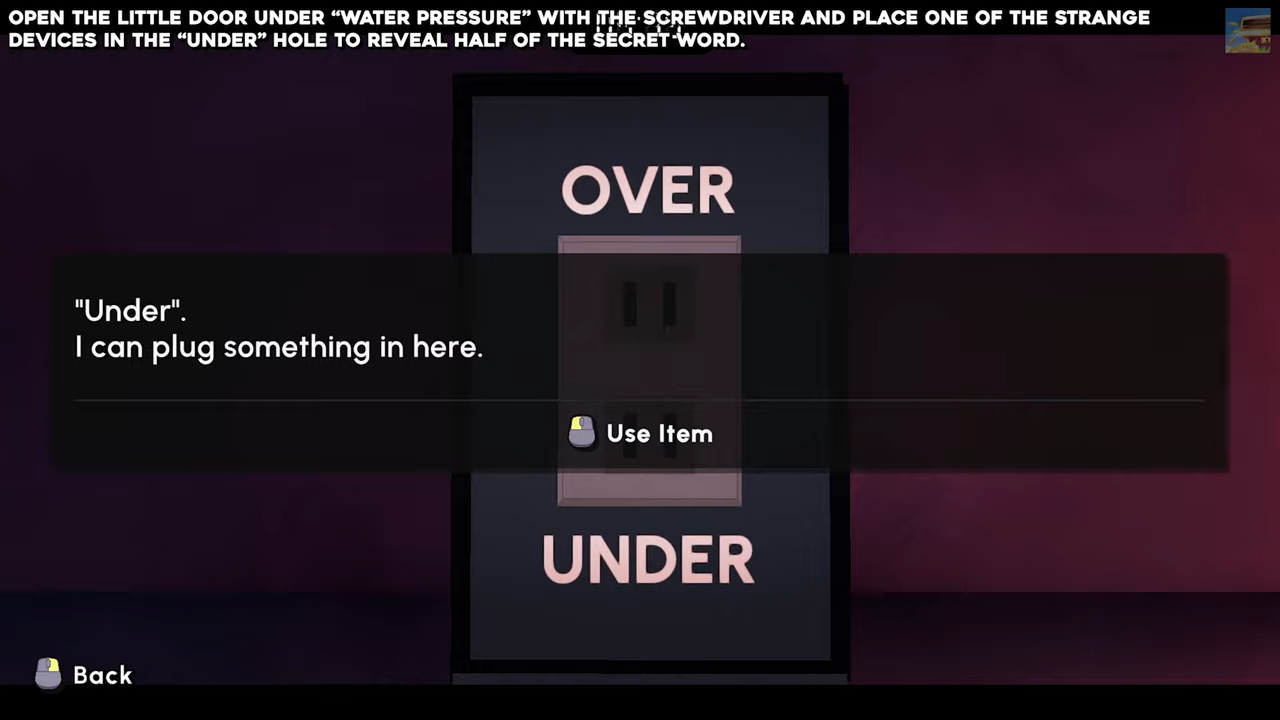 OPEN THE LITTLE DOOR UNDER “WATER PRESSURE” WITH THE SCREWDRIVER AND PLACE ONE OF THE STRANGE
DEVICES IN THE “UNDER” HOLE TO REVEAL HALF OF THE SECRET WORD.
OVER
"Under".
I can plug something in here.
Use Item
UNDER
Back